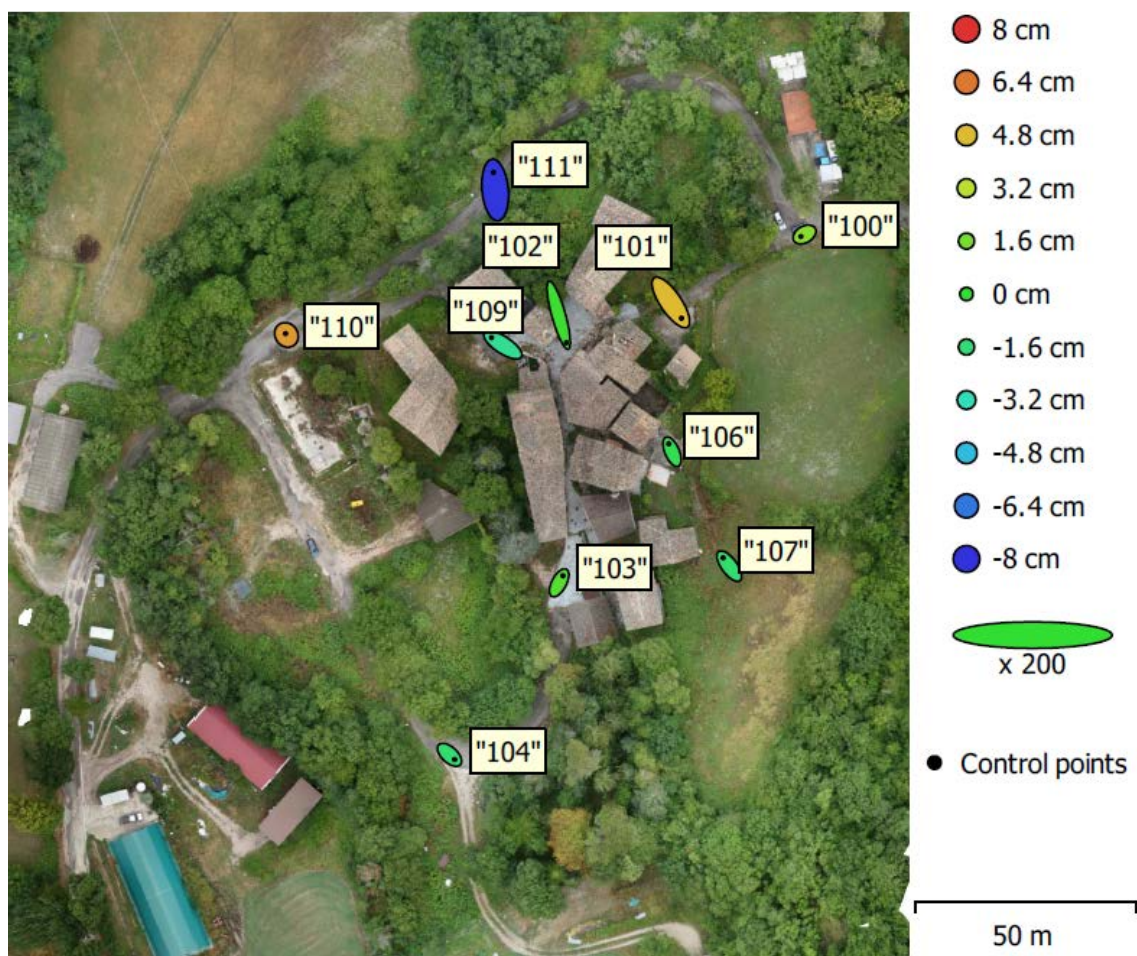 "111"
"102"
"101"
"100"
"109"
"110"
"106"
"107"
"103"
"104"
8 cm
6.4 cm
4.8 cm
3.2 cm
1.6 cm
0 cm
-1.6 cm
-3.2 cm
-4.8 cm
-6.4 cm
-8 cm
x 200
Control points
50 m